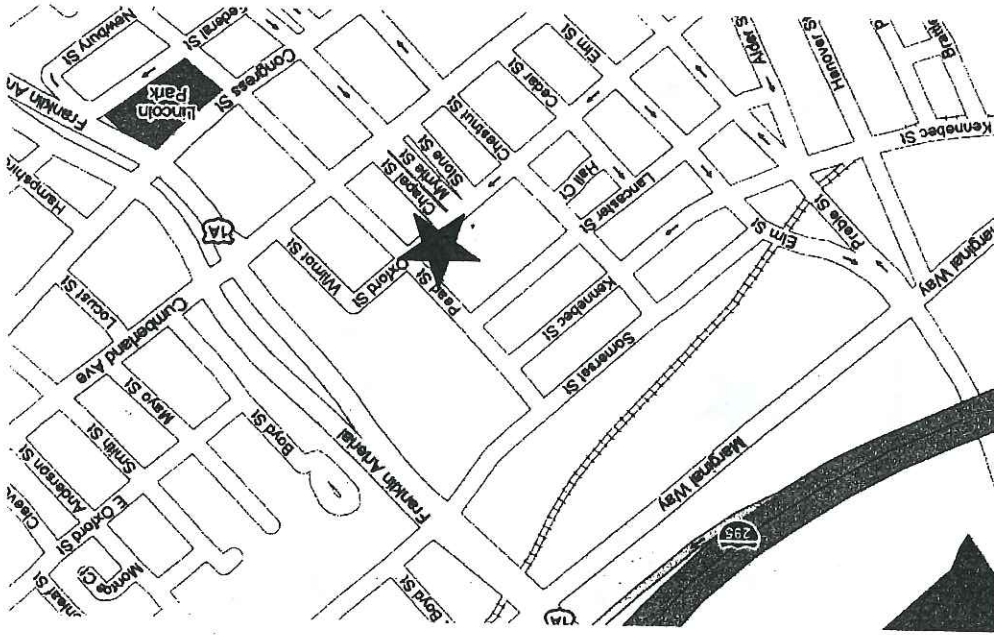 1A
Boyd St
Monroe Ct
295
E Oxford St
Anderson St
Smith St
Marginal Way
Franklin Arterial
Boyd St
Mayo St
Cumberland Ave
Somerset St
Locust St
Kennebec St
Pearl St
Oxford St
Wilmot St
Marginal Way
Elm St
Preble St
1A
Lancaster St
Hall Ct
Chapel St
Myrtle St
Stone St
Hampshire
Kennebec St
Chestnut St
Lincoln
Park
Franklin Ar
Cedar St
Congress St
Hanover St
Alder St
Elm St
Federal St
Newbury St